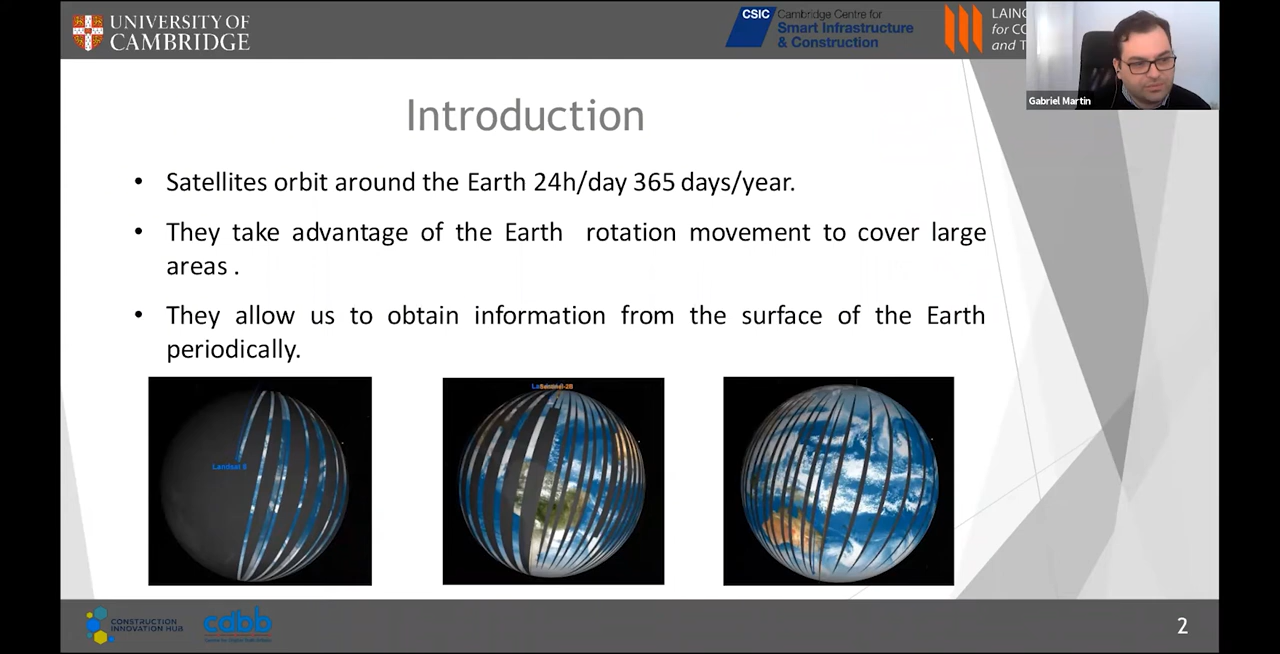 UNIVERSITY OF
CAMBRIDGE
CSIC
Cambridge Centre for
Smart Infrastructure
& Construction
LAING
for CO
and T
Gabriel Martin
Introduction
• Satellites orbit around the Earth 24h/day 365 days/year.
• They take advantage of the Earth rotation movement to cover large
areas .
• They allow us to obtain information from the surface of the Earth
periodically.
Landsat 8
CONSTRUCTION
INNOVATION HUB
cdbb
2